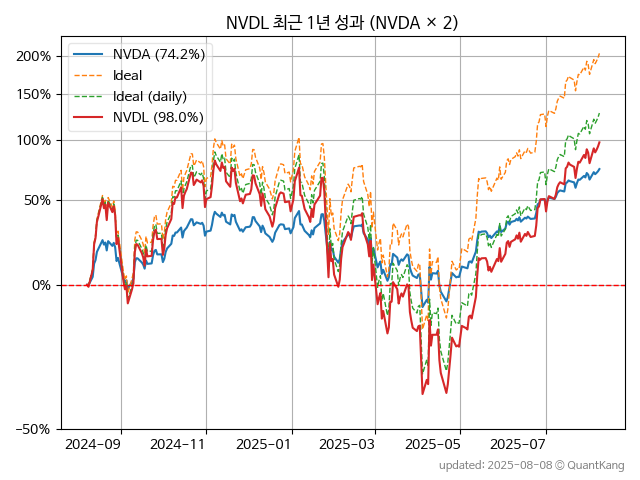 NVDL 최근 1년 성과 (NVDA × 2)
NVDA (74.2%)
Ideal
Ideal (daily)
NVDL (98.0%)
200%
150%
100%
50%
0%
-50%
2024-09
2024-11
2025-01
2025-03
2025-05
2025-07
updated: 2025-08-08 © QuantKang